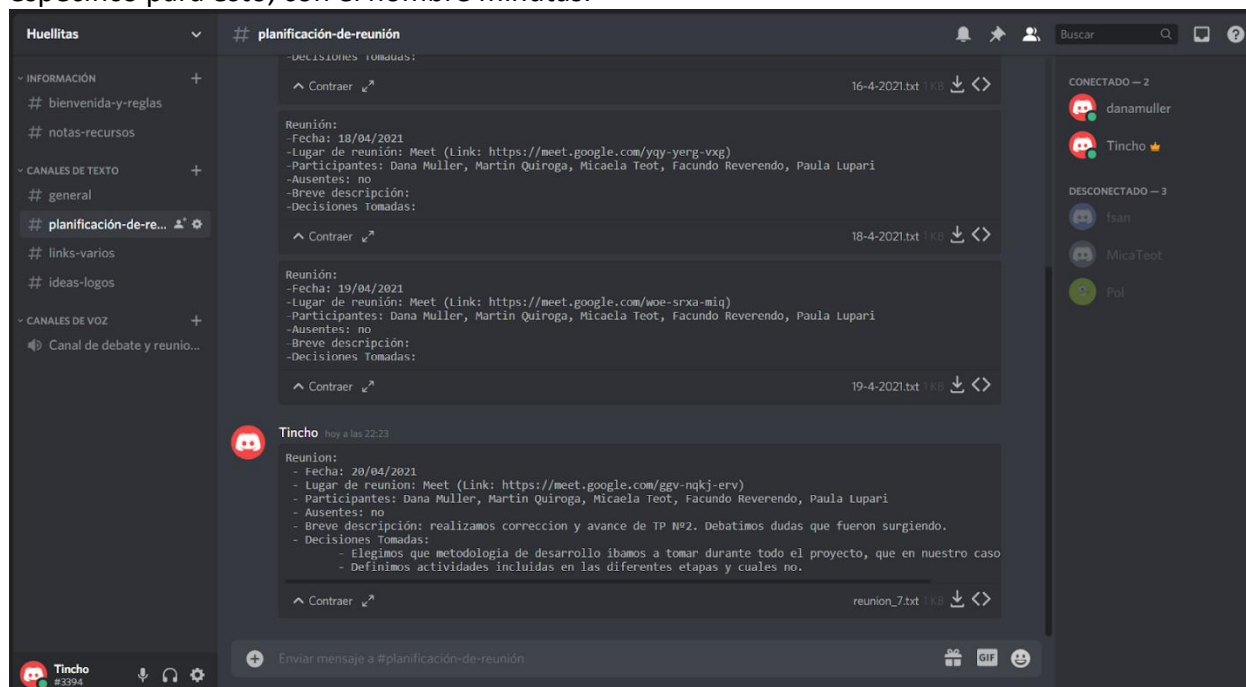 específico para esto, con el nombre minutas.
Huellitas
# planificación-de-reunión
Buscar
INFORMACIÓN
# bienvenida-y-reglas
# notas-recursos
CANALES DE TEXTO
# general
# planificación-de-re...
# links-varios
# ideas-logos
CANALES DE VOZ
Canal de debate y reunio...
-Decisiones Tomadas:
Contraer
16-4-2021.txt 1 KB
Reunión:
-Fecha: 18/04/2021
-Lugar de reunión: Meet (Link: https://meet.google.com/yqy-yerg-vxg)
-Participantes: Dana Muller, Martin Quiroga, Micaela Teot, Facundo Reverendo, Paula Lupari
-Ausentes: no
-Breve descripción:
-Decisiones Tomadas:
Contraer
18-4-2021.txt 1 KB
Reunión:
-Fecha: 19/04/2021
-Lugar de reunión: Meet (Link: https://meet.google.com/woe-srxa-miq)
-Participantes: Dana Muller, Martin Quiroga, Micaela Teot, Facundo Reverendo, Paula Lupari
-Ausentes: no
-Breve descripción:
-Decisiones Tomadas:
Contraer
19-4-2021.txt 1 KB
Tincho hoy a las 22:23
Reunion:
- Fecha: 20/04/2021
- Lugar de reunion: Meet (Link: https://meet.google.com/ggv-nqkj-erv)
- Participantes: Dana Muller, Martin Quiroga, Micaela Teot, Facundo Reverendo, Paula Lupari
- Ausentes: no
- Breve descripción: realizamos correccion y avance de TP Nº2. Debatimos dudas que fueron surgiendo.
- Decisiones Tomadas:
- Elegimos que metodologia de desarrollo ibamos a tomar durante todo el proyecto, que en nuestro caso
- Definimos actividades incluidas en las diferentes etapas y cuales no.
Contraer
reunion_7.txt 1 KB
Enviar mensaje a #planificación-de-reunión
GIF
CONECTADO — 2
danamuller
Tincho
DESCONECTADO — 3
fsan
MicaTeot
Pol
Tincho
#3394